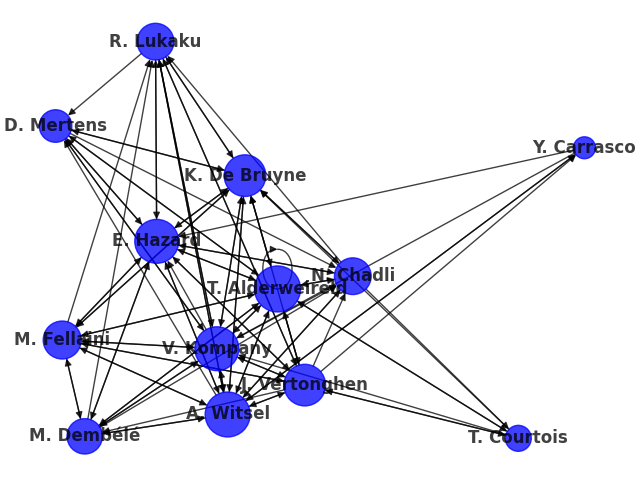 R. Lukaku
D. Mertens
Y. Carrasco
K. De Bruyne
E. Hazard
N. Chadli
T. Alderweireld
M. Fellaini
V. Kompany
J. Vertonghen
A. Witsel
M. Dembele
T. Courtois